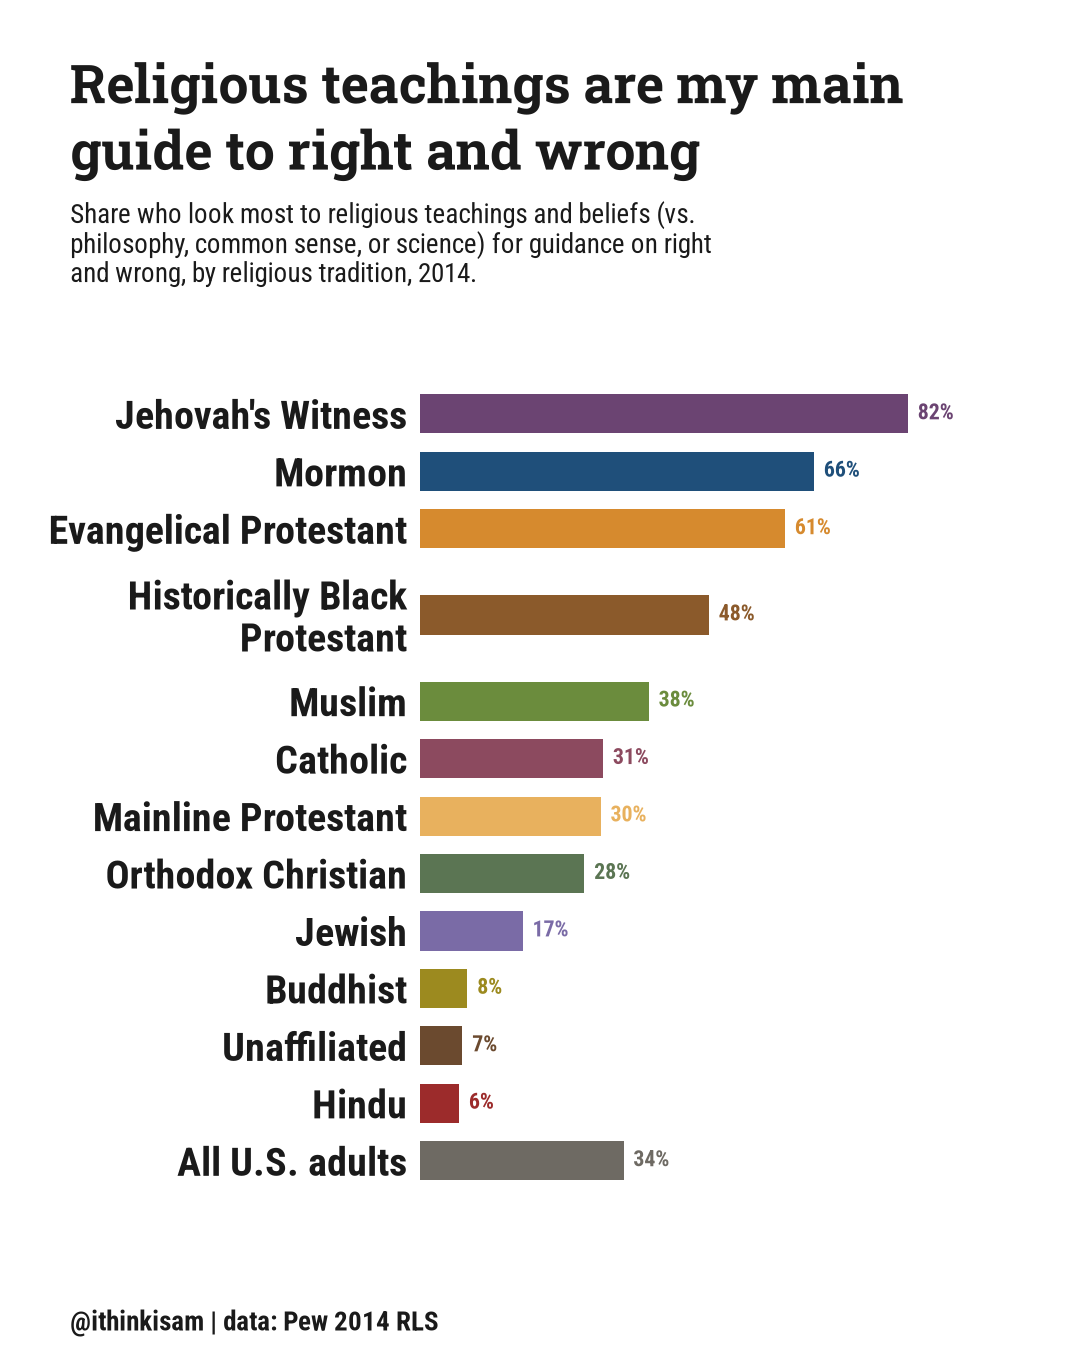 Religious teachings are my main
guide to right and wrong
Share who look most to religious teachings and beliefs (vs.
philosophy, common sense, or science) for guidance on right
and wrong, by religious tradition, 2014.
Jehovah's Witness 82%
Mormon 66%
Evangelical Protestant 61%
Historically Black
Protestant 48%
Muslim 38%
Catholic 31%
Mainline Protestant 30%
Orthodox Christian 28%
Jewish 17%
Buddhist 8%
Unaffiliated 7%
Hindu 6%
All U.S. adults 34%
@ithinkisam | data: Pew 2014 RLS